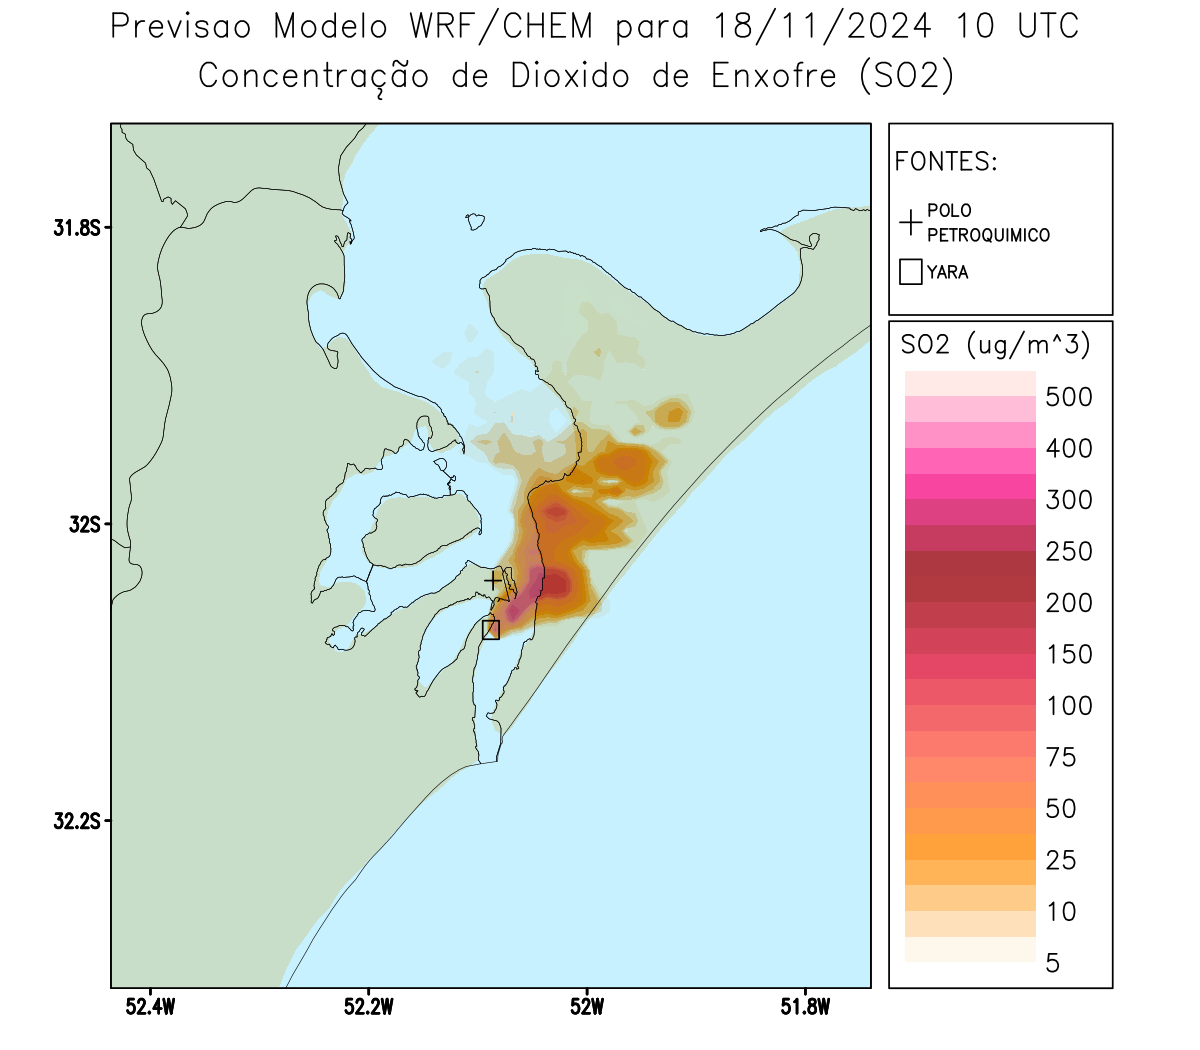 Previsao Modelo WRF/CHEM para 18/11/2024 10 UTC
Concentração de Dioxido de Enxofre (SO2)
FONTES:
POLO
PETROQUIMICO
YARA
SO2 (ug/m^3)
500
400
300
250
200
150
100
75
50
25
10
5
31.8S
32S
32.2S
52.4W
52.2W
52W
51.8W